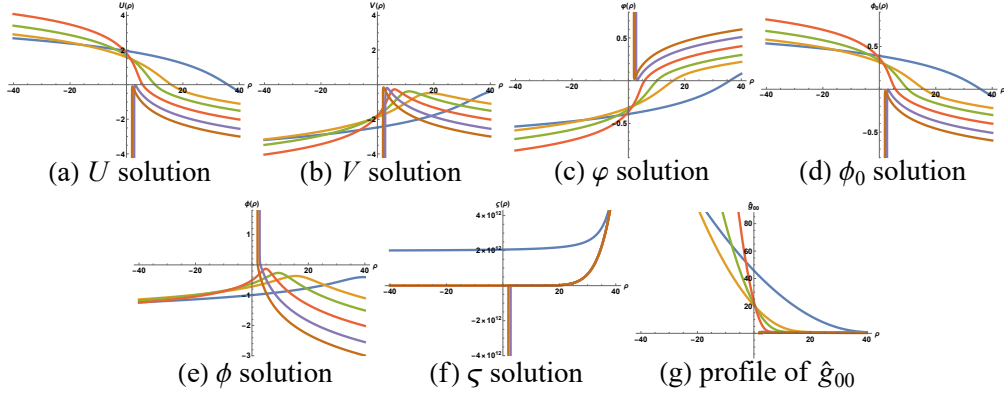 U(ρ)
4
2
-40 -20 20 40 ρ
-2
-4
(a) U solution
V(ρ)
-40 -20 20 40 ρ
-2
-4
(b) V solution
φ(ρ)
0.5
-40 -20 20 40 ρ
-0.5
(c) φ solution
ϕ₀(ρ)
0.5
-40 -20 20 40 ρ
-0.5
(d) ϕ₀ solution
ϕ(ρ)
1
-40 -20 20 40 ρ
-1
-2
-3
(e) ϕ solution
ς(ρ)
4×10¹²
2×10¹²
-40 -20 20 40 ρ
-2×10¹²
-4×10¹²
(f) ς solution
ĝ₀₀
80
60
40
20
-40 -20 20 40 ρ
(g) profile of ĝ₀₀